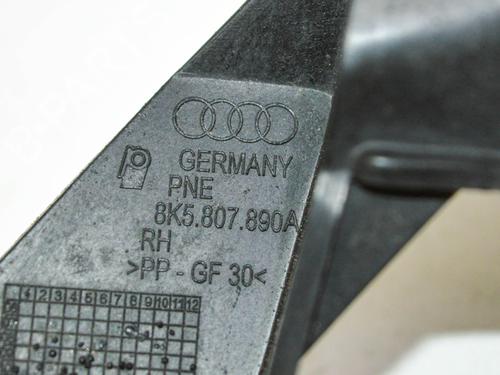 GERMANY
PNE
8K5.807.890A
RH
>PP - GF 30<
1 2 3 4 5 6 7 8 9 10 11 12